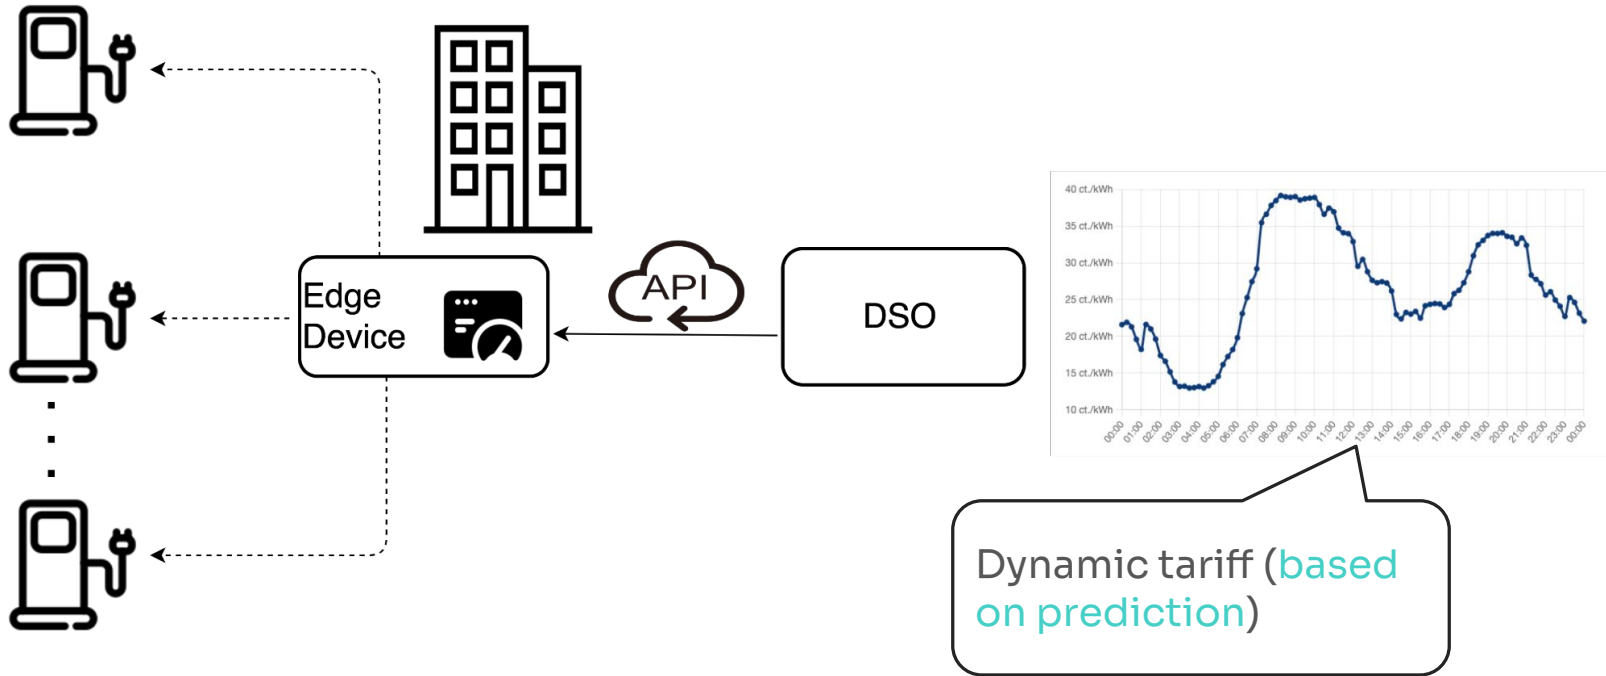 Edge
Device
API
DSO
40 ct./kWh
35 ct./kWh
30 ct./kWh
25 ct./kWh
20 ct./kWh
15 ct./kWh
10 ct./kWh
00:00 01:00 02:00 03:00 04:00 05:00 06:00 07:00 08:00 09:00 10:00 11:00 12:00 13:00 14:00 15:00 16:00 17:00 18:00 19:00 20:00 21:00 22:00 23:00 00:00
Dynamic tariff (based
on prediction)